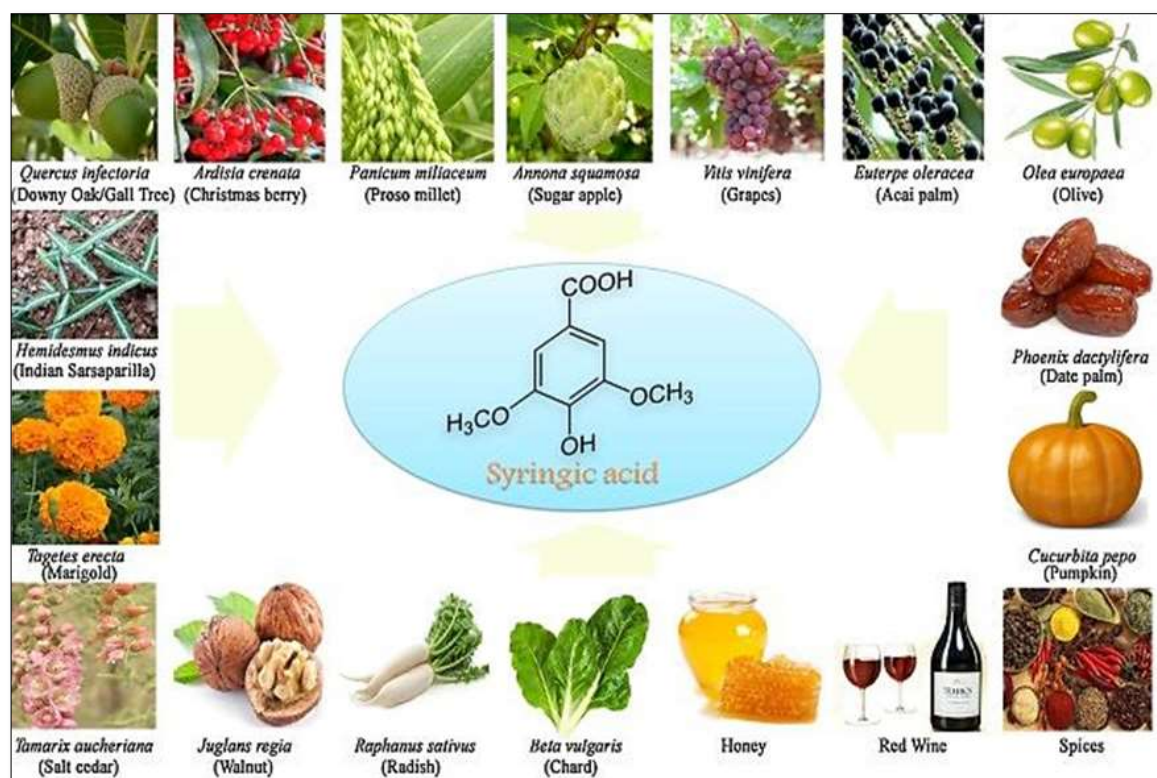 Quercus infectoria
(Downy Oak/Gall Tree)
Ardisia crenata
(Christmas berry)
Panicum miliaceum
(Proso millet)
Annona squamosa
(Sugar apple)
Vitis vinifera
(Grapes)
Euterpe oleracea
(Acai palm)
Olea europaea
(Olive)
Hemidesmus indicus
(Indian Sarsaparilla)
COOH
H3CO
OCH3
OH
Syringic acid
Phoenix dactylifera
(Date palm)
Tagetes erecta
(Marigold)
Cucurbita pepo
(Pumpkin)
Tamarix aucheriana
(Salt cedar)
Juglans regia
(Walnut)
Raphanus sativus
(Radish)
Beta vulgaris
(Chard)
Honey
Red Wine
Spices